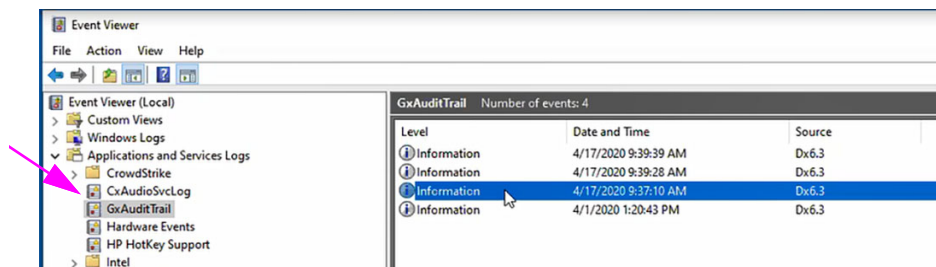 Event Viewer
File Action View Help
Event Viewer (Local)
Custom Views
Windows Logs
Applications and Services Logs
CrowdStrike
CxAudioSvcLog
GxAuditTrail
Hardware Events
HP HotKey Support
Intel
GxAuditTrail Number of events: 4
Level Date and Time Source
Information 4/17/2020 9:39:39 AM Dx6.3
Information 4/17/2020 9:39:28 AM Dx6.3
Information 4/17/2020 9:37:10 AM Dx6.3
Information 4/1/2020 1:20:43 PM Dx6.3